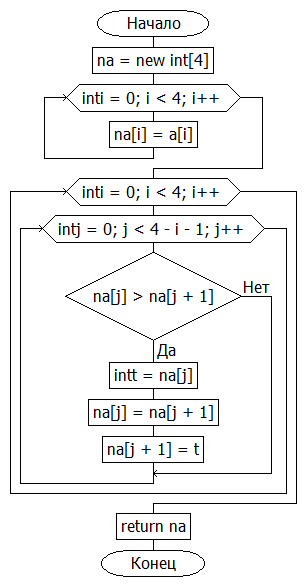 Начало
na = new int[4]
inti = 0; i < 4; i++
na[i] = a[i]
inti = 0; i < 4; i++
intj = 0; j < 4 - i - 1; j++
na[j] > na[j + 1]
Нет
Да
intt = na[j]
na[j] = na[j + 1]
na[j + 1] = t
return na
Конец